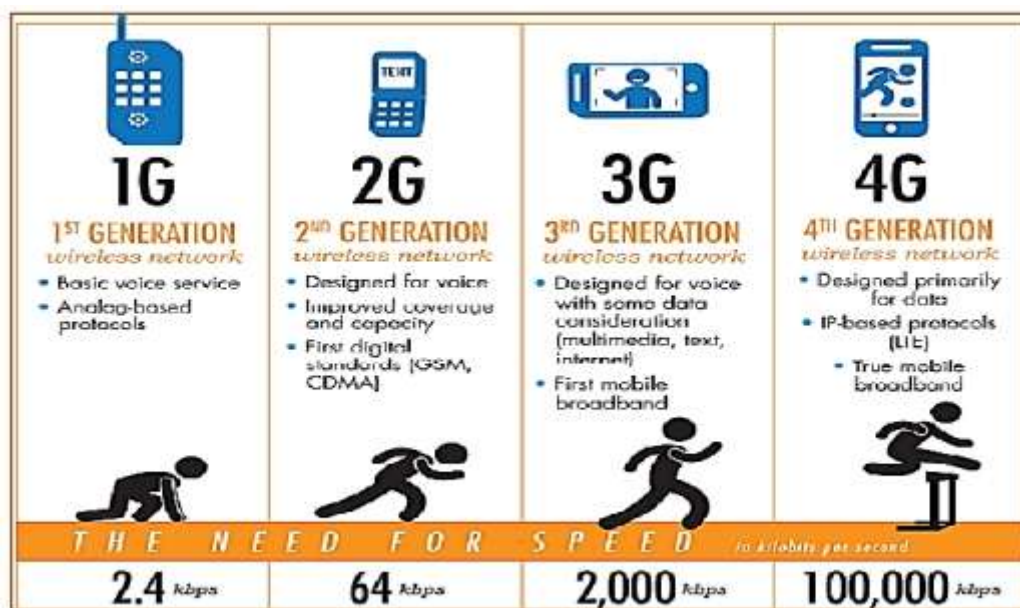 TEXT
1G
1ST GENERATION
wireless network
• Basic voice service
• Analog-based
protocols
2G
2ND GENERATION
wireless network
• Designed for voice
• Improved coverage
and capacity
• First digital
standards (GSM,
CDMA)
3G
3RD GENERATION
wireless network
• Designed for voice
with some data
consideration
(multimedia, text,
internet)
• First mobile
broadband
4G
4TH GENERATION
wireless network
• Designed primarily
for data
• IP-based protocols
(LTE)
• True mobile
broadband
THE NEED FOR SPEED in kilobits per second
2.4 kbps
64 kbps
2,000 kbps
100,000 kbps